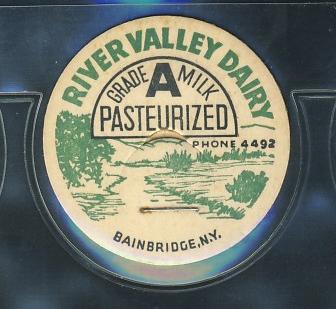 RIVER VALLEY DAIRY
GRADE A MILK
PASTEURIZED
PHONE 4492
BAINBRIDGE, N.Y.